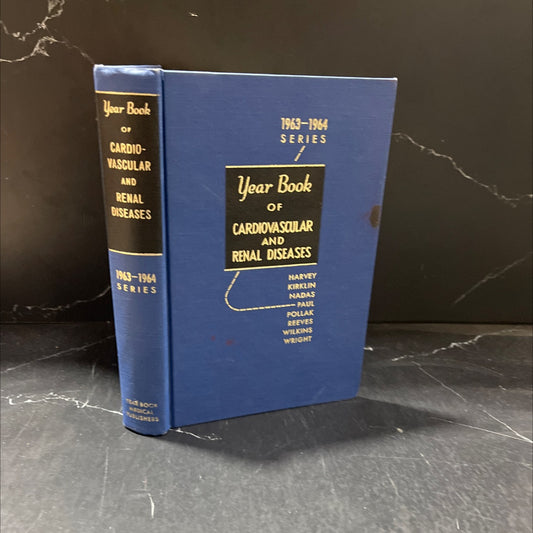 Year Book
OF
CARDIO-
VASCULAR
AND
RENAL
DISEASES
1963-1964
SERIES
YEAR BOOK
MEDICAL
PUBLISHERS
1963-1964
SERIES
Year Book
OF
CARDIOVASCULAR
AND
RENAL DISEASES
HARVEY
KIRKLIN
NADAS
PAUL
POLLAK
REEVES
WILKINS
WRIGHT